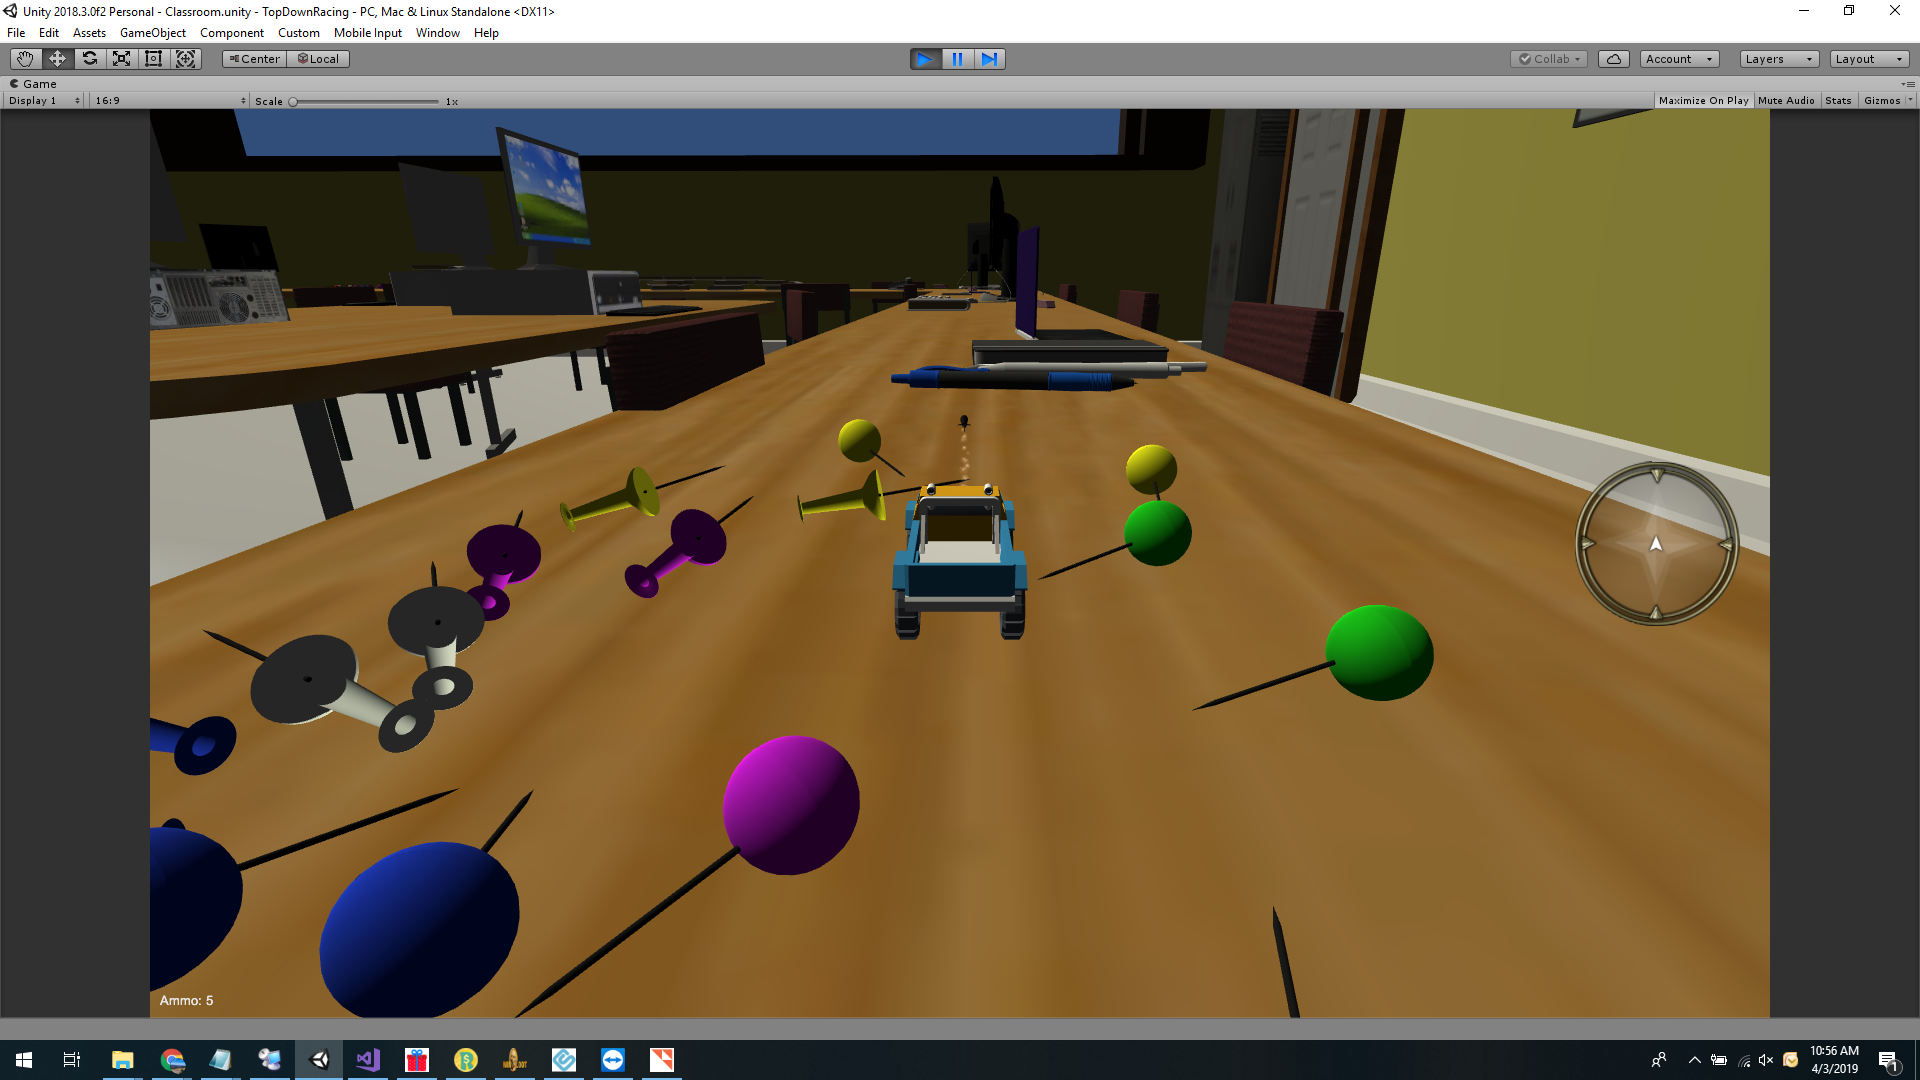 Unity 2018.3.0f2 Personal - Classroom.unity - TopDownRacing - PC, Mac & Linux Standalone <DX11>
File Edit Assets GameObject Component Custom Mobile Input Window Help
Center Local Collab Account Layers Layout
Game
Display 1 16:9 Scale 1x Maximize On Play Mute Audio Stats Gizmos
Ammo: 5
10:56 AM
4/3/2019
1